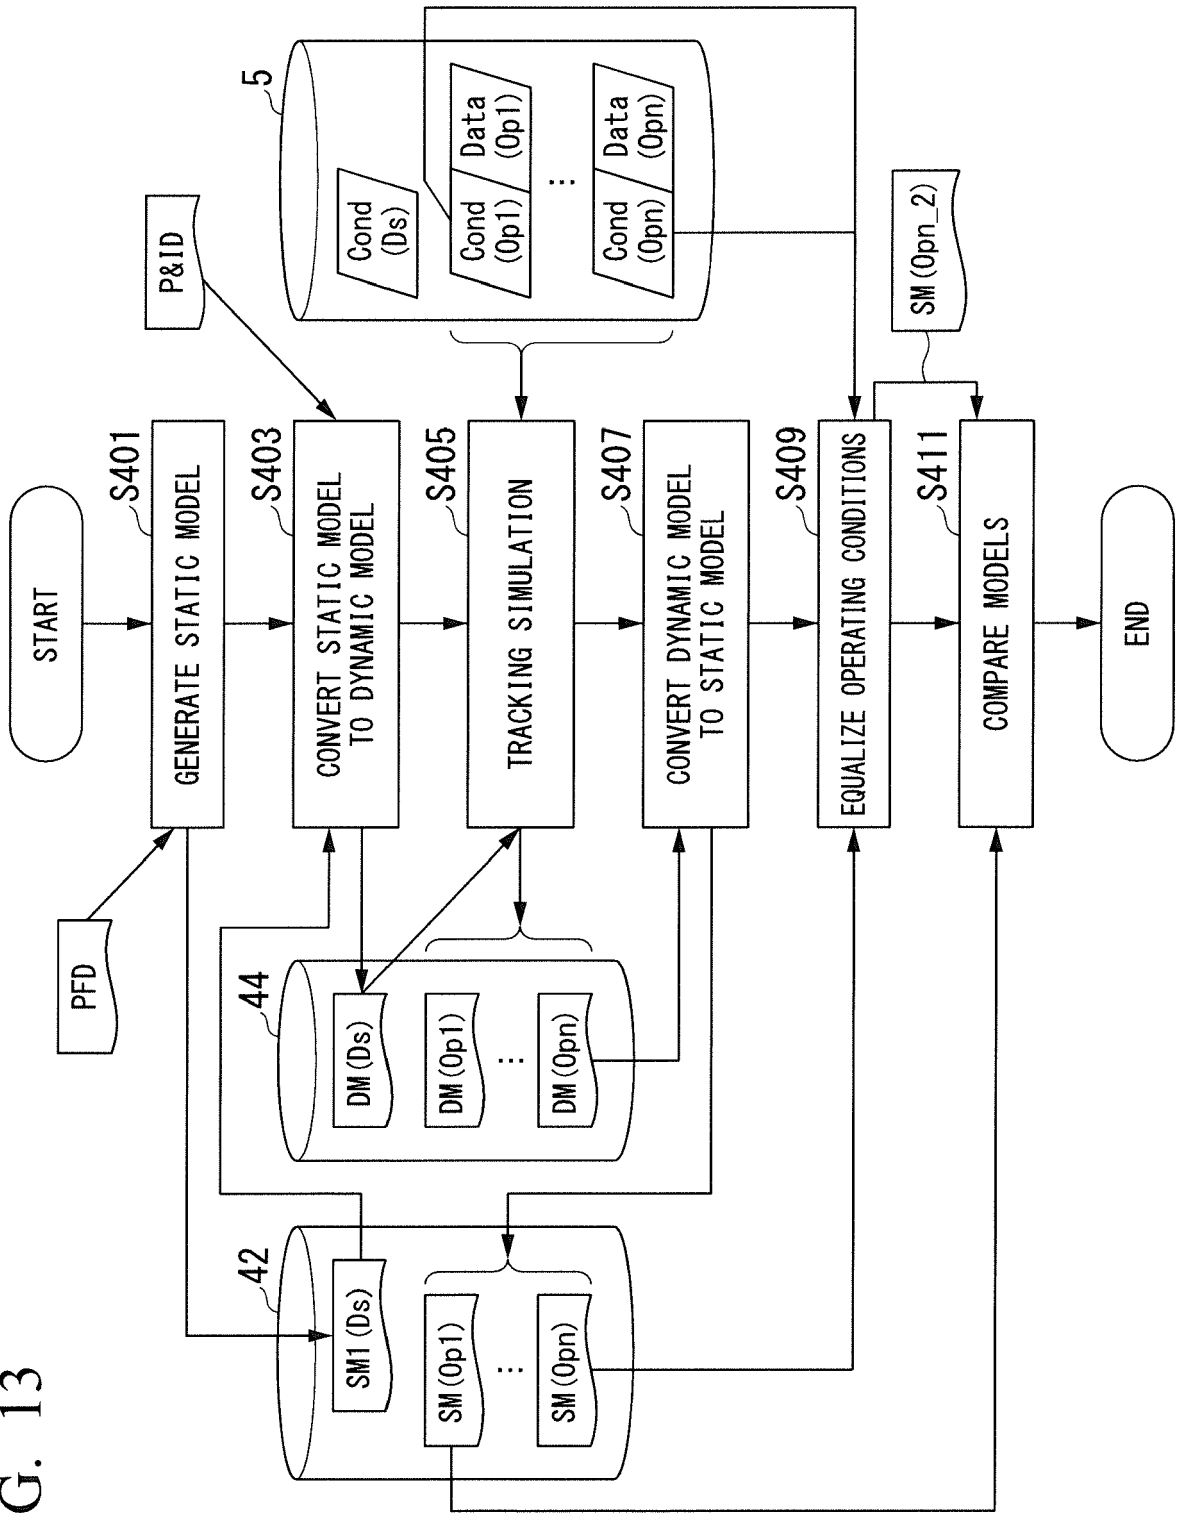 G. 13
START
S401
GENERATE STATIC MODEL
PFD
S403
CONVERT STATIC MODEL
TO DYNAMIC MODEL
P&ID
S405
TRACKING SIMULATION
S407
CONVERT DYNAMIC MODEL
TO STATIC MODEL
S409
EQUALIZE OPERATING CONDITIONS
SM(Opn_2)
S411
COMPARE MODELS
END
42
SM1(Ds)
SM(Op1)
⋮
SM(Opn)
44
DM(Ds)
DM(Op1)
⋮
DM(Opn)
5
Cond
(Ds)
Cond
(Op1)
Data
(Op1)
⋮
Cond
(Opn)
Data
(Opn)